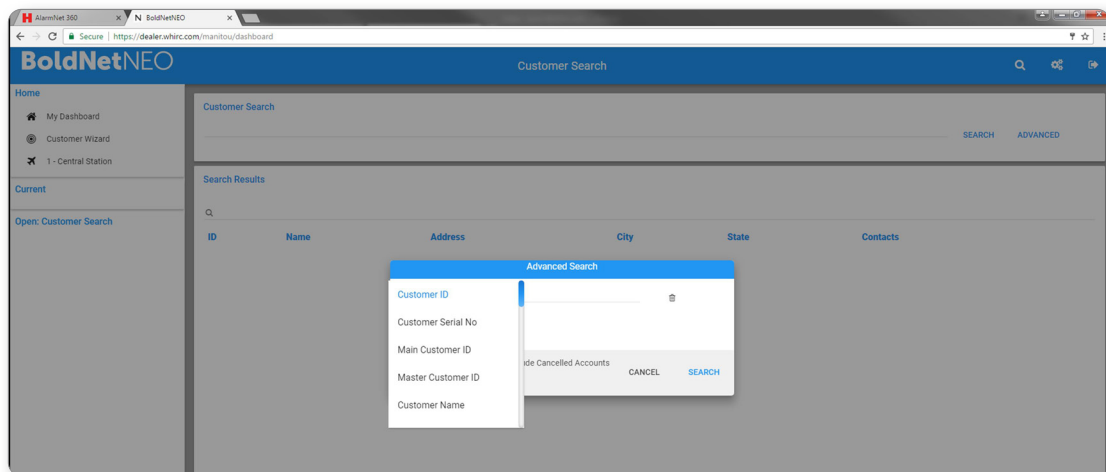 AlarmNet 360
BoldNetNEO
Secure | https://dealer.whirc.com/manitou/dashboard
BoldNetNEO
Customer Search
Home
My Dashboard
Customer Wizard
1 - Central Station
Current
Open: Customer Search
Customer Search
SEARCH ADVANCED
Search Results
ID Name Address City State Contacts
Advanced Search
Customer ID
Customer Serial No
Main Customer ID
Master Customer ID
Customer Name
Cancelled Accounts
CANCEL SEARCH